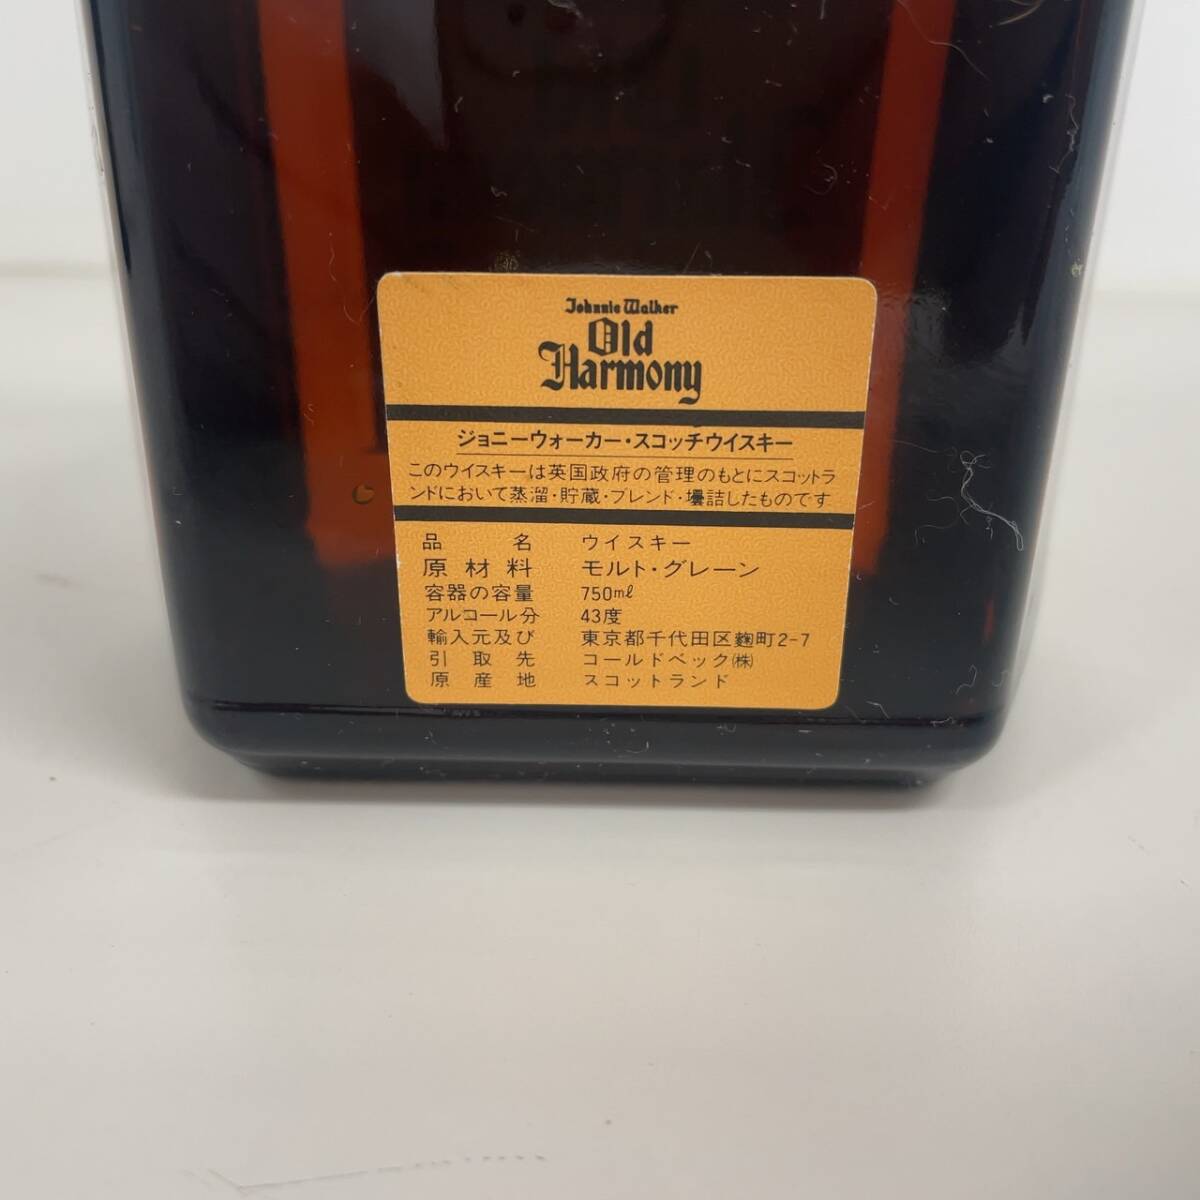 Johnnie Walker
Old
Harmony
ジョニーウォーカー・スコッチウイスキー
このウイスキーは英国政府の管理のもとにスコットラ
ンドにおいて蒸溜・貯蔵・ブレンド・壜詰したものです
品名 ウイスキー
原材料 モルト・グレーン
容器の容量 750mℓ
アルコール分 43度
輸入元及び 東京都千代田区麹町2-7
引取先 コールドベック㈱
原産地 スコットランド